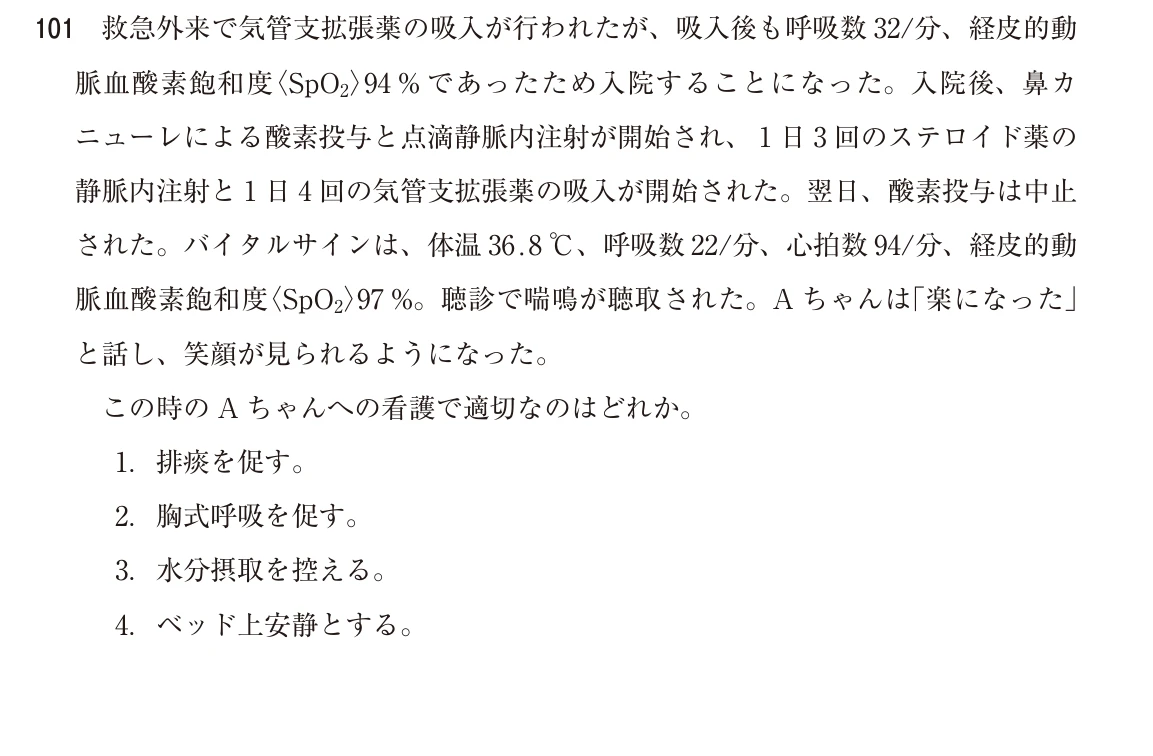 101 救急外来で気管支拡張薬の吸入が行われたが、吸入後も呼吸数 32/分、経皮的動
脈血酸素飽和度〈SpO₂〉94 % であったため入院することになった。入院後、鼻カ
ニューレによる酸素投与と点滴静脈内注射が開始され、1 日 3 回のステロイド薬の
静脈内注射と 1 日 4 回の気管支拡張薬の吸入が開始された。翌日、酸素投与は中止
された。バイタルサインは、体温 36.8 ℃、呼吸数 22/分、心拍数 94/分、経皮的動
脈血酸素飽和度〈SpO₂〉97 %。聴診で喘鳴が聴取された。A ちゃんは「楽になった」
と話し、笑顔が見られるようになった。
この時の A ちゃんへの看護で適切なのはどれか。
1. 排痰を促す。
2. 胸式呼吸を促す。
3. 水分摂取を控える。
4. ベッド上安静とする。